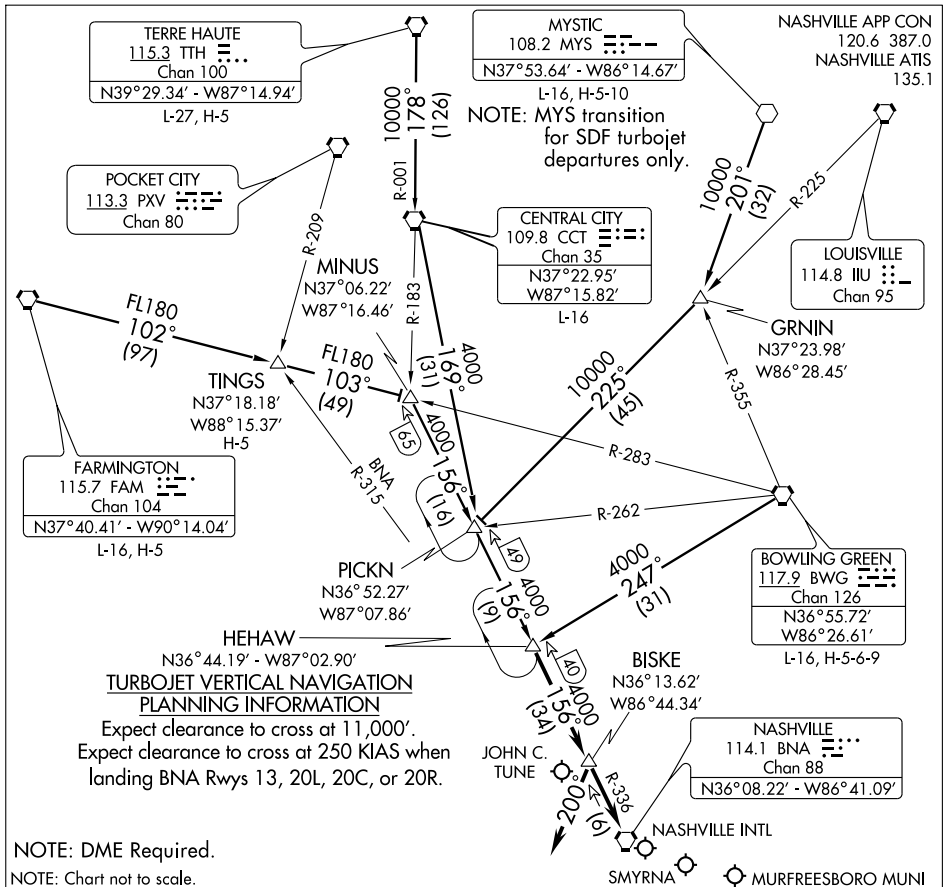 TERRE HAUTE
115.3 TTH
Chan 100
N39°29.34′ - W87°14.94′
L-27, H-5
MYSTIC
108.2 MYS
N37°53.64′ - W86°14.67′
L-16, H-5-10
NOTE: MYS transition
for SDF turbojet
departures only.
NASHVILLE APP CON
120.6 387.0
NASHVILLE ATIS
135.1
10000
178°
(126)
R-001
POCKET CITY
113.3 PXV
Chan 80
R-209
CENTRAL CITY
109.8 CCT
Chan 35
N37°22.95′
W87°15.82′
L-16
10000
201°
(32)
R-225
LOUISVILLE
114.8 IIU
Chan 95
MINUS
N37°06.22′
W87°16.46′
R-183
FL180
102°
(97)
GRNIN
N37°23.98′
W86°28.45′
TINGS
N37°18.18′
W88°15.37′
H-5
FL180
103°
(49)
4000
169°
(31)
10000
225°
(45)
R-355
65
4000
156°
(16)
BNA
R-315
R-283
R-262
FARMINGTON
115.7 FAM
Chan 104
N37°40.41′ - W90°14.04′
L-16, H-5
PICKN
N36°52.27′
W87°07.86′
49
4000
156°
(9)
4000
247°
(31)
BOWLING GREEN
117.9 BWG
Chan 126
N36°55.72′
W86°26.61′
L-16, H-5-6-9
HEHAW
N36°44.19′ - W87°02.90′
40
4000
156°
(34)
BISKE
N36°13.62′
W86°44.34′
TURBOJET VERTICAL NAVIGATION
PLANNING INFORMATION
Expect clearance to cross at 11,000′.
Expect clearance to cross at 250 KIAS when
landing BNA Rwys 13, 20L, 20C, or 20R.
NASHVILLE
114.1 BNA
Chan 88
N36°08.22′ - W86°41.09′
JOHN C.
TUNE
200°
R-336
(6)
NASHVILLE INTL
SMYRNA
MURFREESBORO MUNI
NOTE: DME Required.
NOTE: Chart not to scale.